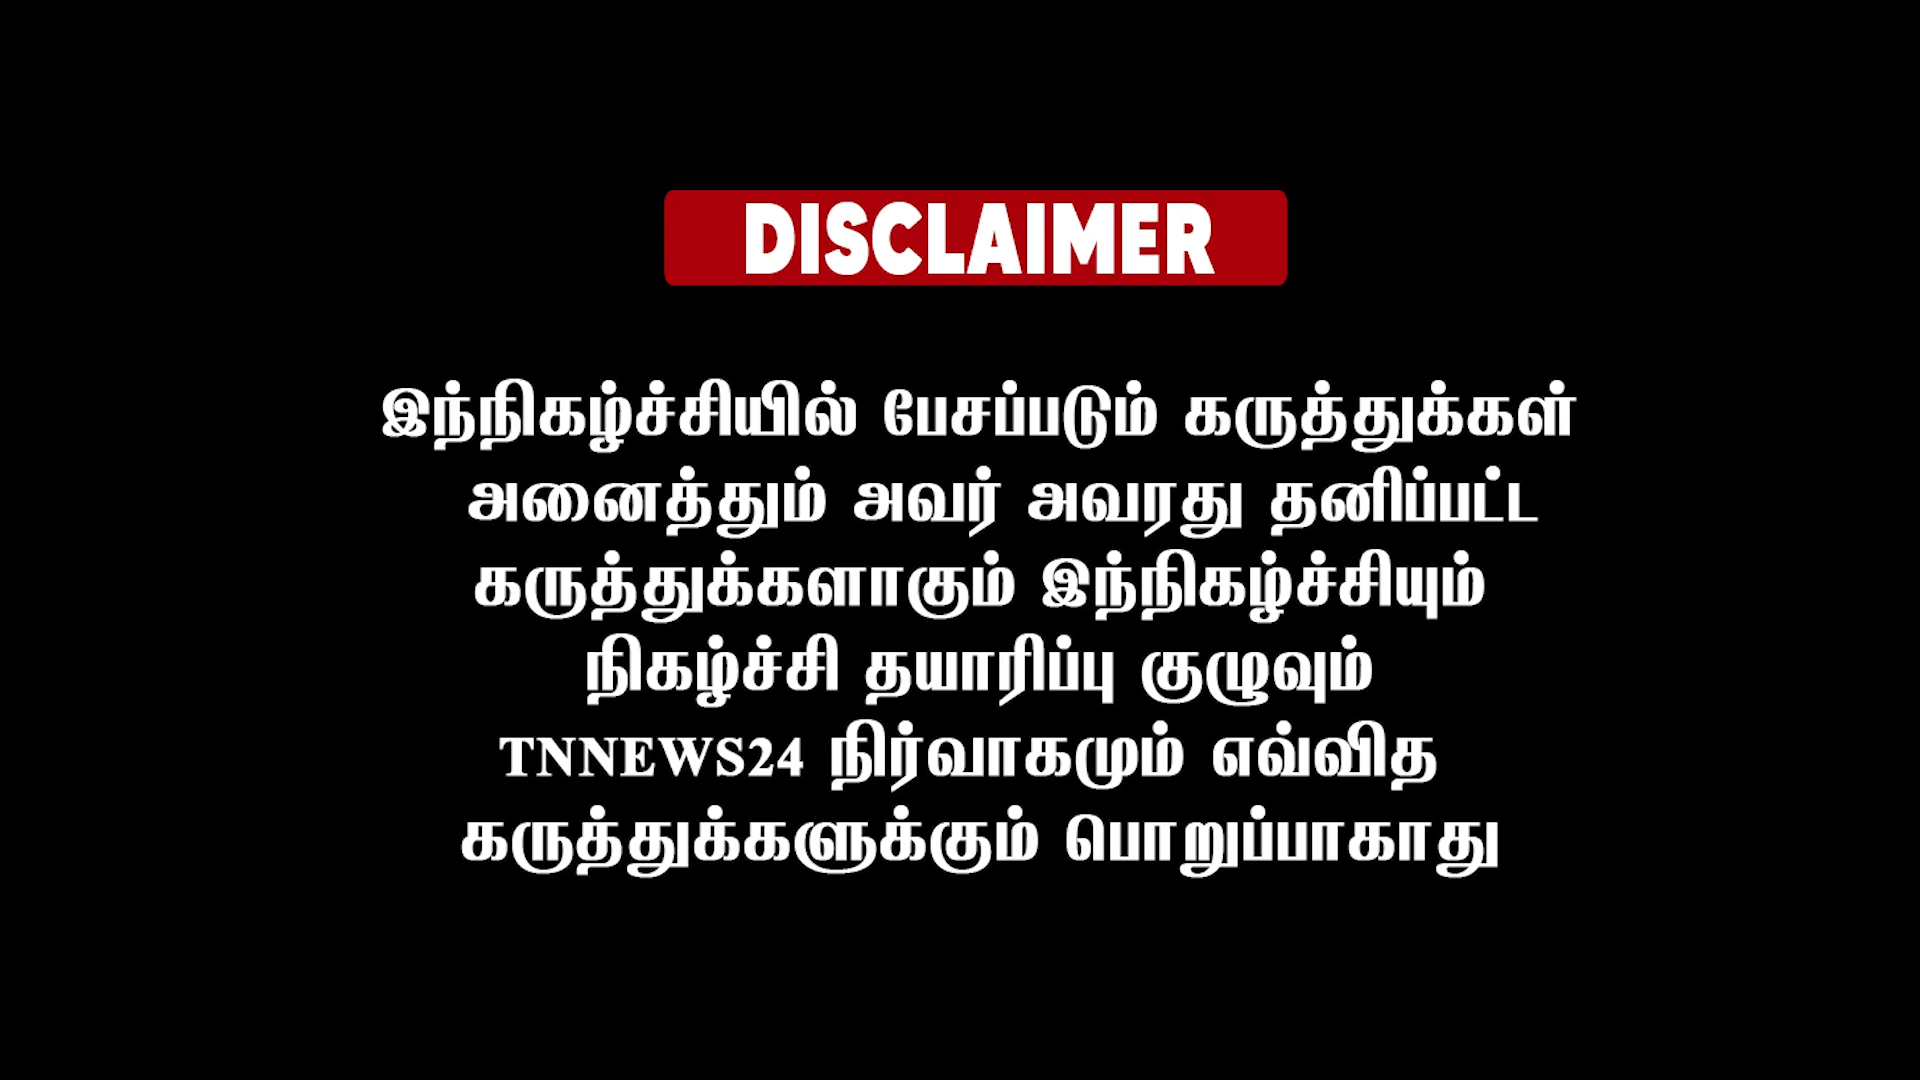 DISCLAIMER
இந்நிகழ்ச்சியில் பேசப்படும் கருத்துக்கள்
அனைத்தும் அவர் அவரது தனிப்பட்ட
கருத்துக்களாகும் இந்நிகழ்ச்சியும்
நிகழ்ச்சி தயாரிப்பு குழுவும்
TNNEWS24 நிர்வாகமும் எவ்வித
கருத்துக்களுக்கும் பொறுப்பாகாது